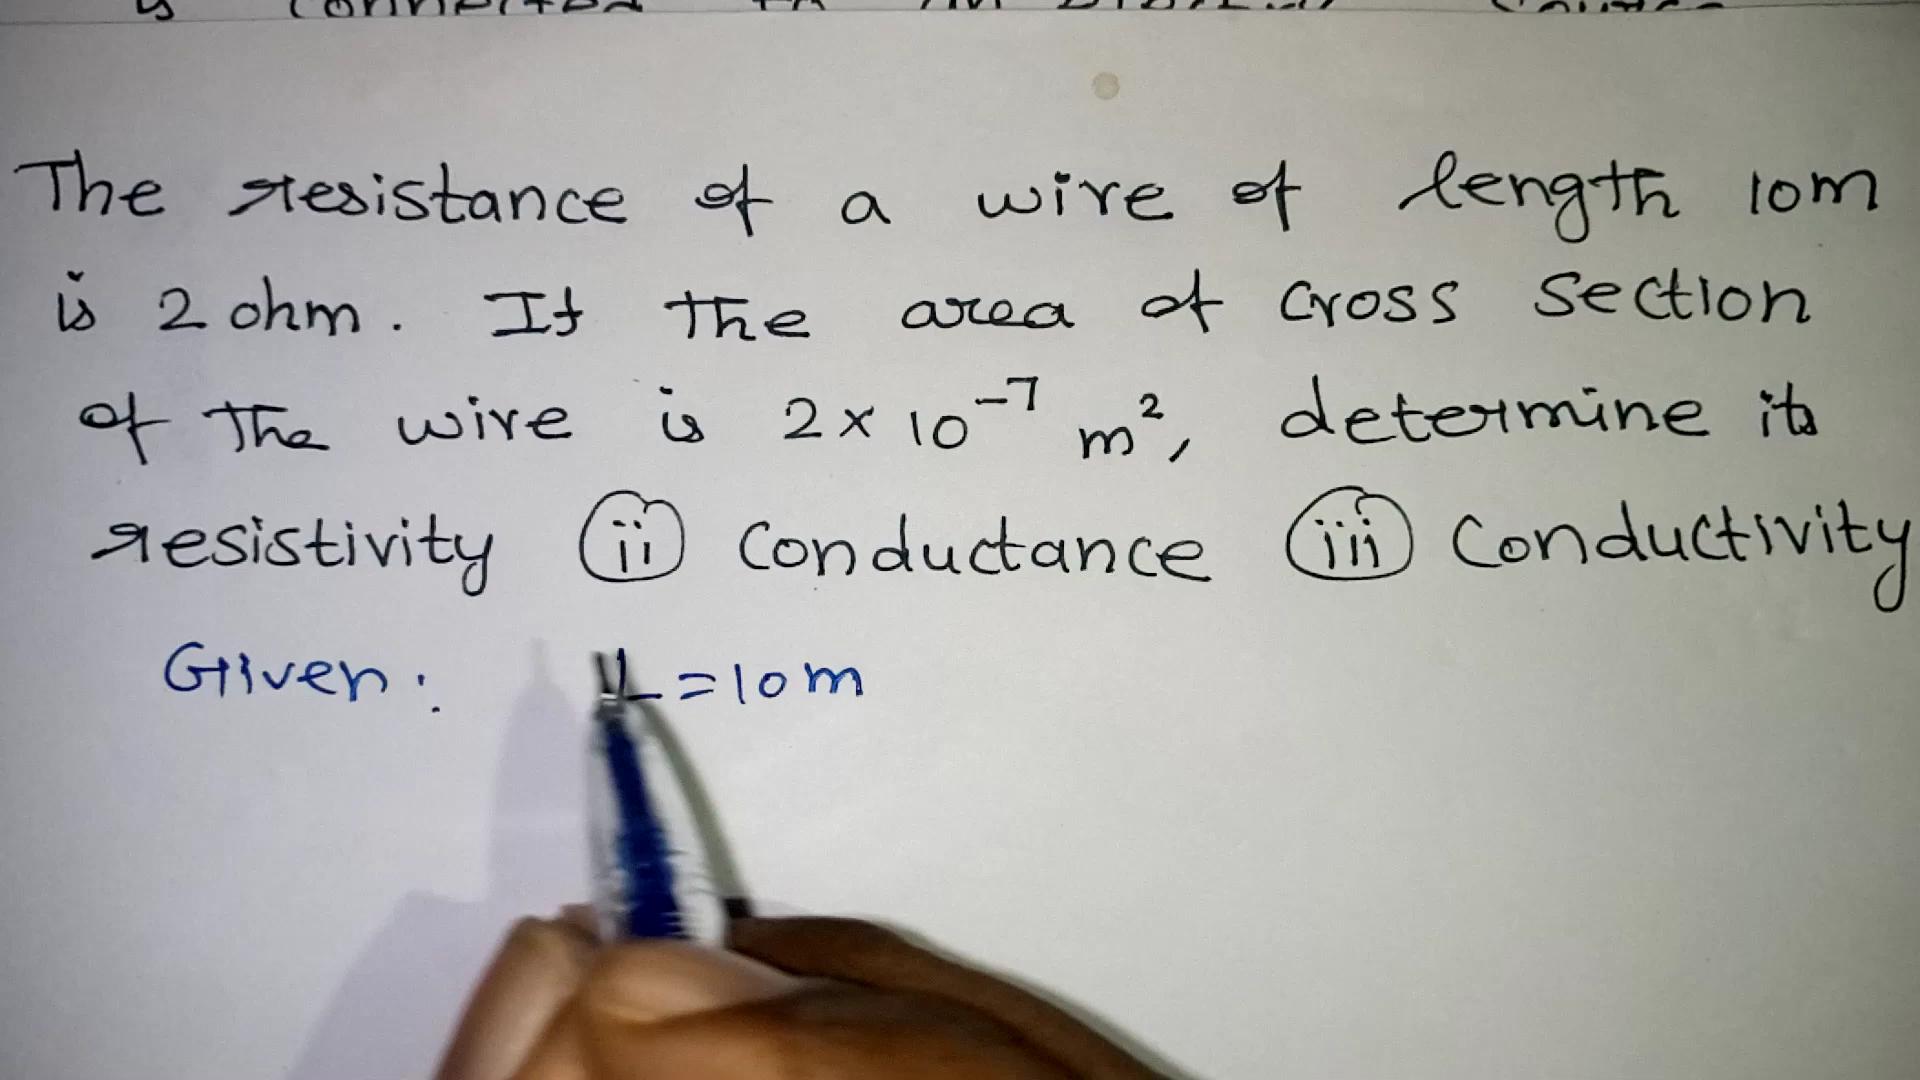 The resistance of a wire of length 10m
is 2 ohm. If the area of cross section
of the wire is 2 × 10⁻⁷ m², determine its
resistivity (ii) Conductance (iii) Conductivity
Given: L = 10 m